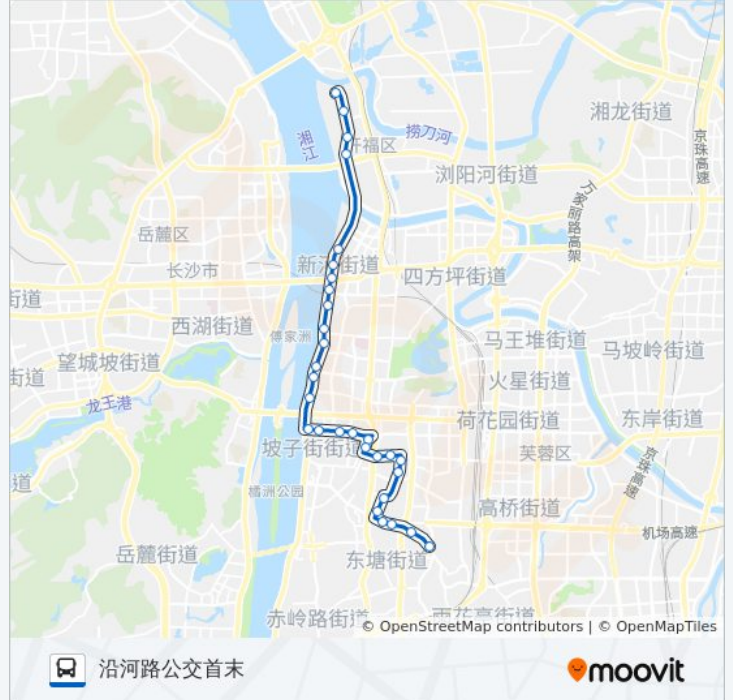 湘龙街道
京珠高速
湘江
捞刀河
开福区
浏阳河街道
万家丽路高架
岳麓区
长沙市
新河街道
四方坪街道
街道
西湖街道
傅家洲
马王堆街道
马坡岭街道
望城坡街道
街道
火星街道
龙王港
荷花园街道
东岸街道
坡子街街道
芙蓉区
京珠高速
道
橘洲公园
高桥街道
机场高速
岳麓街道
东塘街道
赤岭路街道
雨花亭街道
© OpenStreetMap contributors | © OpenMapTiles
沿河路公交首末
moovit